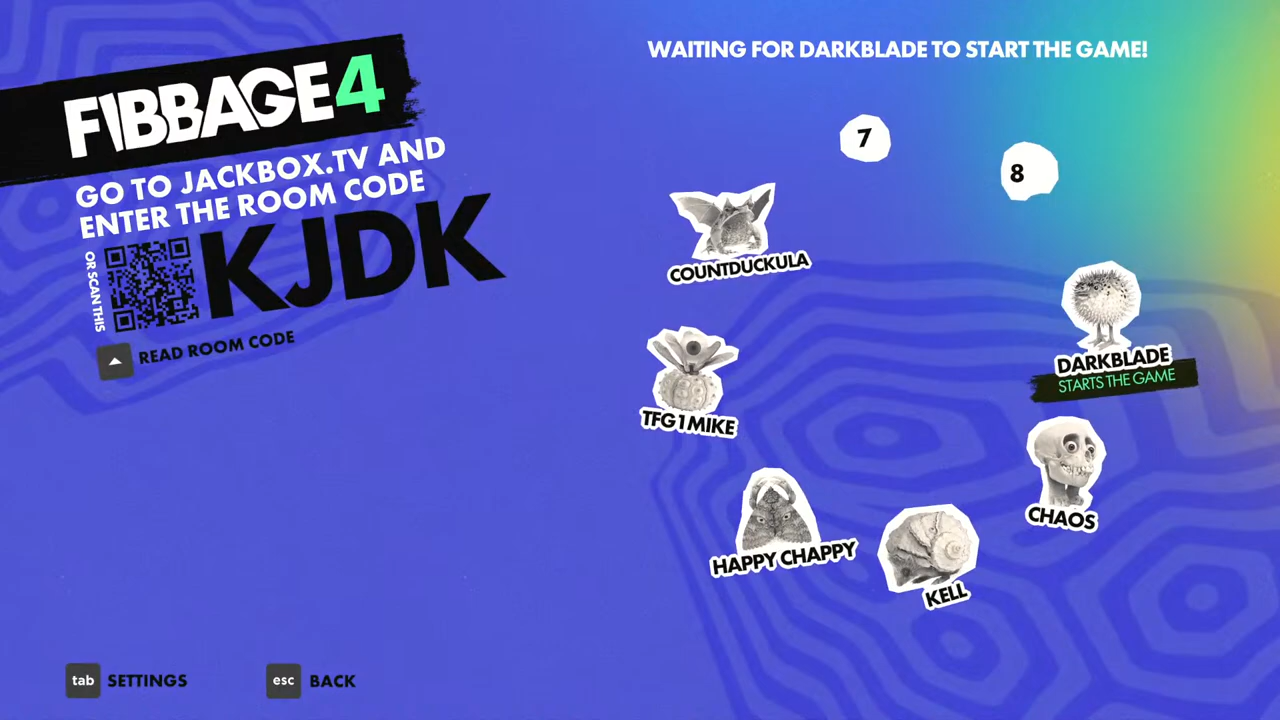 FIBBAGE 4
GO TO JACKBOX.TV AND
ENTER THE ROOM CODE
OR SCAN THIS
KJDK
READ ROOM CODE
WAITING FOR DARKBLADE TO START THE GAME!
7
8
COUNTDUCKULA
DARKBLADE
STARTS THE GAME
TFG1MIKE
CHAOS
HAPPY CHAPPY
KELL
tab SETTINGS
esc BACK